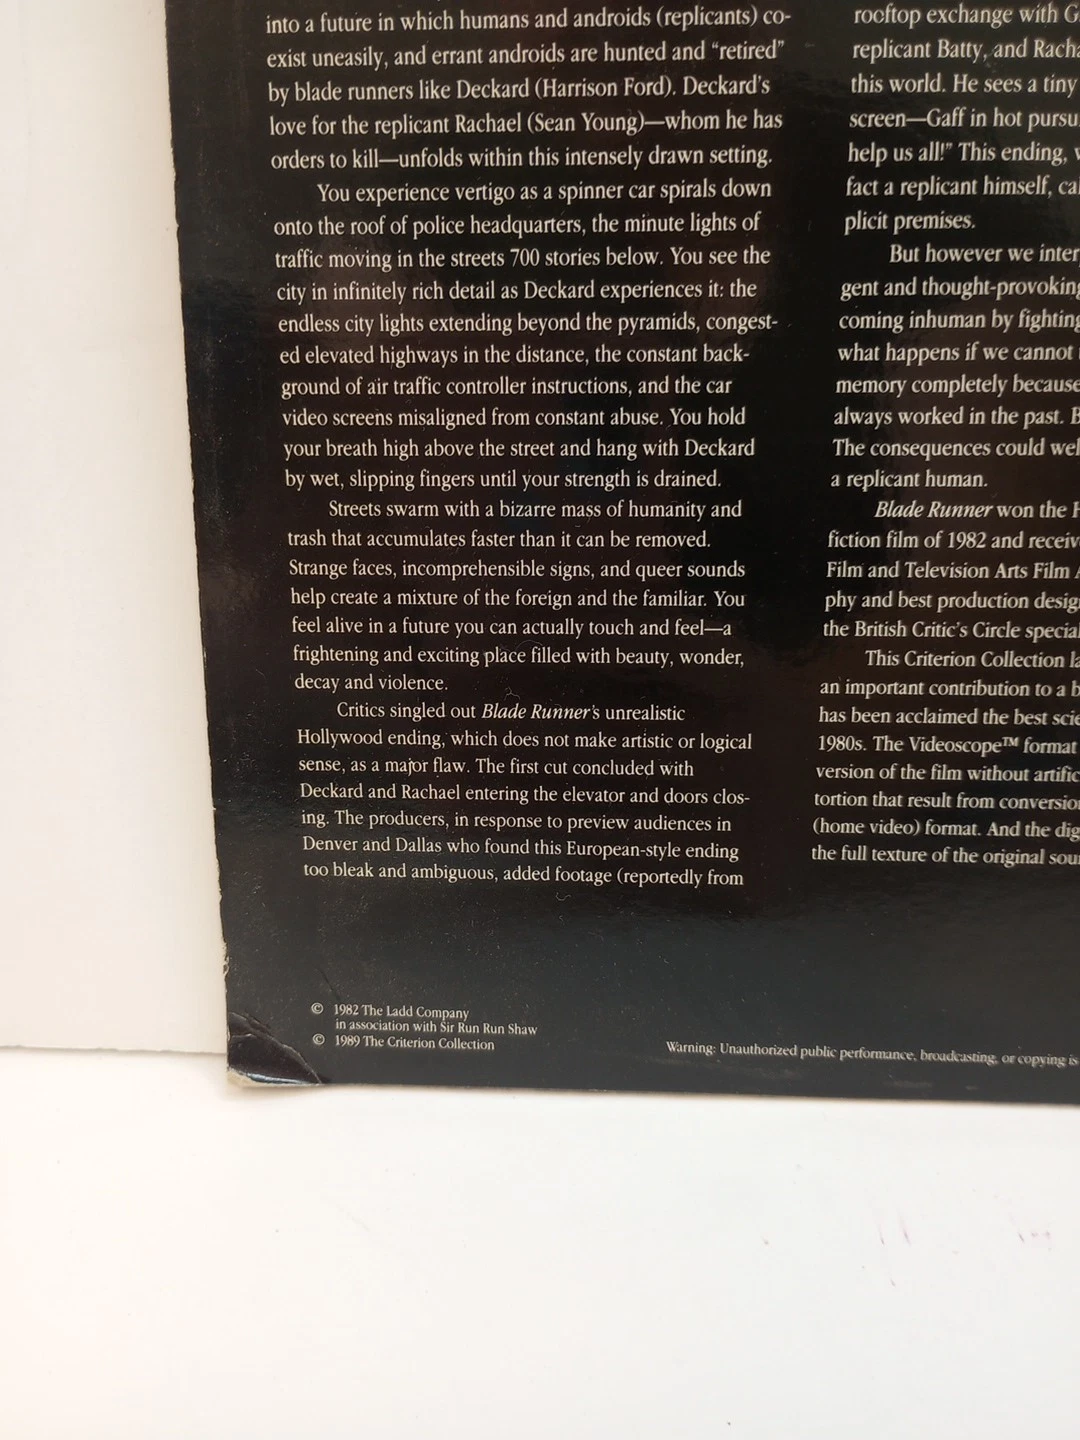 into a future in which humans and androids (replicants) co-
exist uneasily, and errant androids are hunted and “retired”
by blade runners like Deckard (Harrison Ford). Deckard’s
love for the replicant Rachael (Sean Young)—whom he has
orders to kill—unfolds within this intensely drawn setting.
You experience vertigo as a spinner car spirals down
onto the roof of police headquarters, the minute lights of
traffic moving in the streets 700 stories below. You see the
city in infinitely rich detail as Deckard experiences it: the
endless city lights extending beyond the pyramids, congest-
ed elevated highways in the distance, the constant back-
ground of air traffic controller instructions, and the car
video screens misaligned from constant abuse. You hold
your breath high above the street and hang with Deckard
by wet, slipping fingers until your strength is drained.
Streets swarm with a bizarre mass of humanity and
trash that accumulates faster than it can be removed.
Strange faces, incomprehensible signs, and queer sounds
help create a mixture of the foreign and the familiar. You
feel alive in a future you can actually touch and feel—a
frightening and exciting place filled with beauty, wonder,
decay and violence.
Critics singled out Blade Runner’s unrealistic
Hollywood ending, which does not make artistic or logical
sense, as a major flaw. The first cut concluded with
Deckard and Rachael entering the elevator and doors clos-
ing. The producers, in response to preview audiences in
Denver and Dallas who found this European-style ending
too bleak and ambiguous, added footage (reportedly from
rooftop exchange with
replicant Batty, and
this world. He sees a tiny
screen—Gaff in hot
help us all!” This ending,
fact a replicant himself,
plicit premises.
But however we
gent and thought-provoking
coming inhuman by fighting
what happens if we cannot
memory completely because
always worked in the past.
The consequences could
a replicant human.
Blade Runner won the
fiction film of 1982 and
Film and Television Arts Film
phy and best production
the British Critic’s Circle special
This Criterion Collection
an important contribution to a
has been acclaimed the best
1980s. The Videoscope™ format
version of the film without
tortion that result from
(home video) format. And the
the full texture of the original
© 1982 The Ladd Company
in association with Sir Run Run Shaw
© 1989 The Criterion Collection
Warning: Unauthorized public performance, broadcasting, or copying is